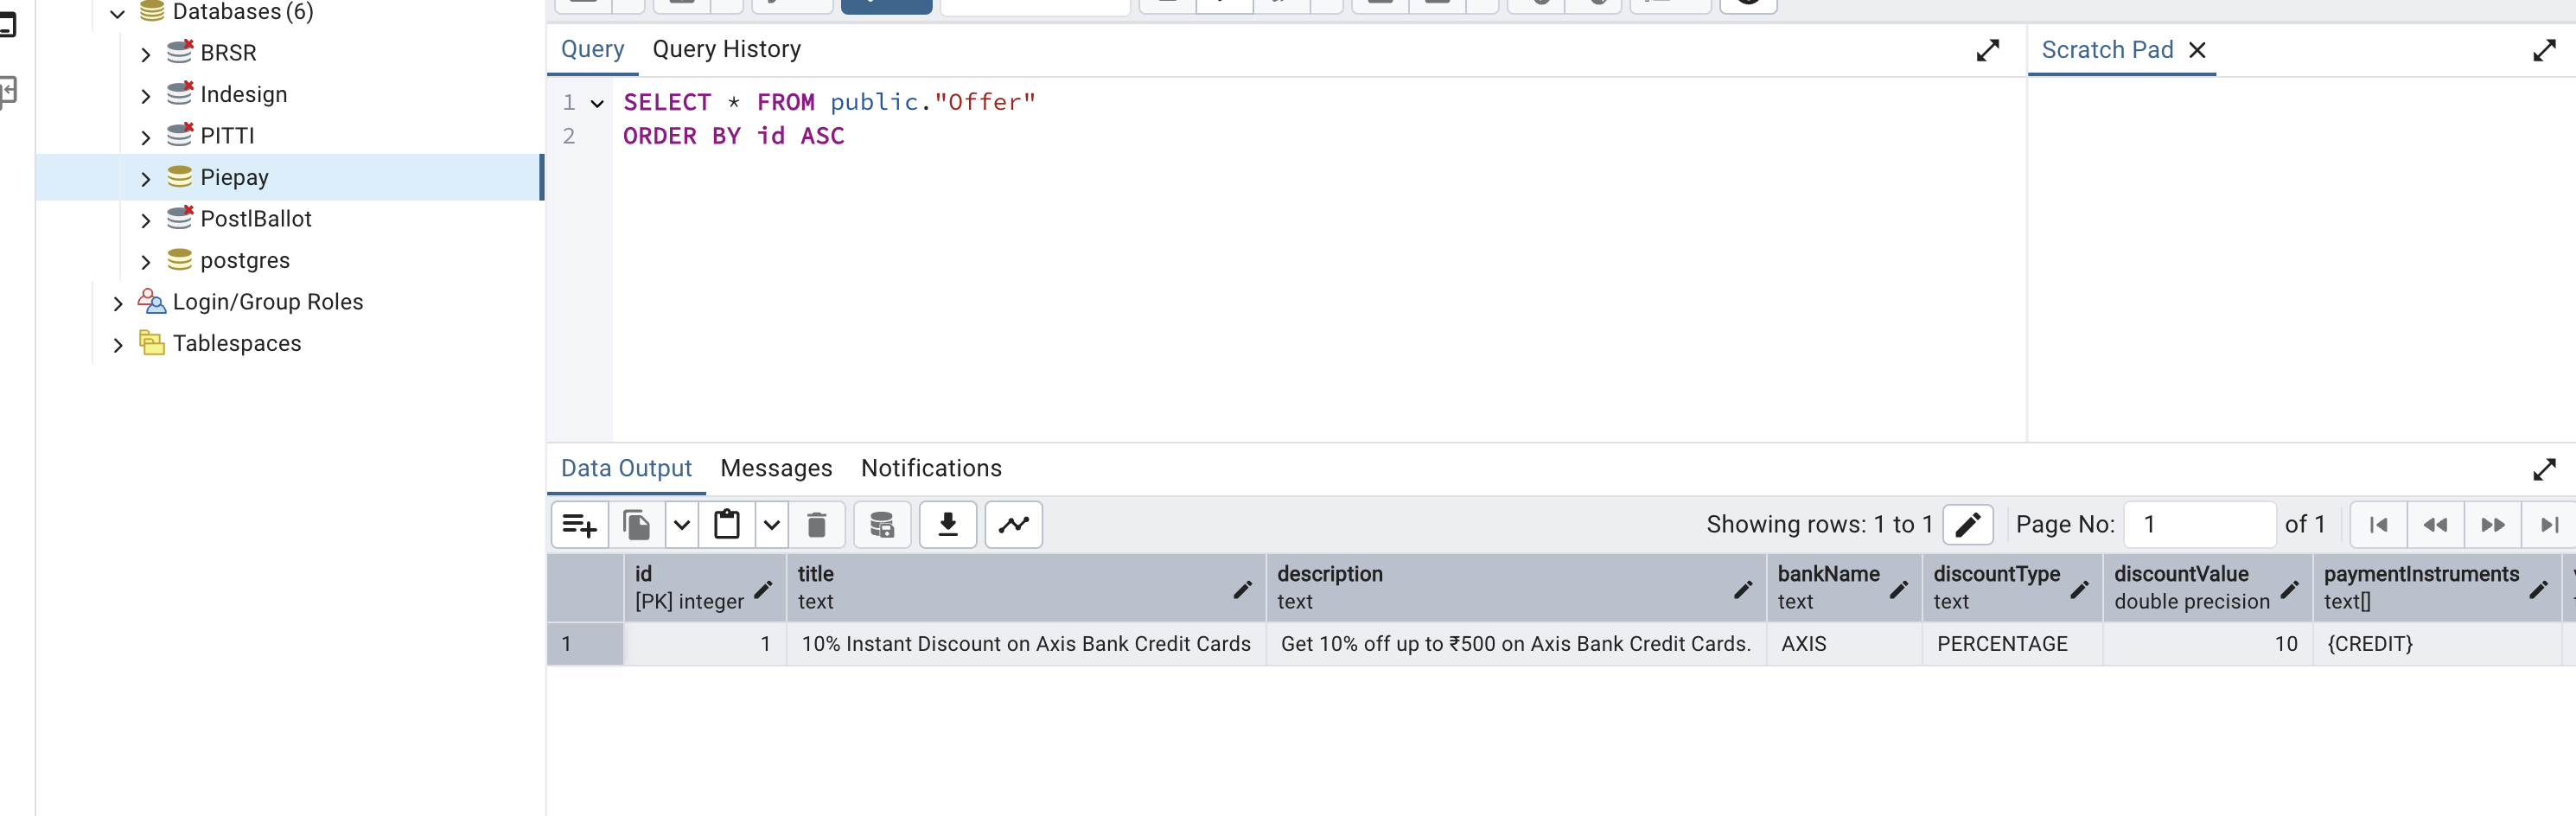 Databases (6)
BRSR
Indesign
PITTI
Piepay
PostlBallot
postgres
Login/Group Roles
Tablespaces
Query Query History
Scratch Pad
1 SELECT * FROM public."Offer"
2 ORDER BY id ASC
Data Output Messages Notifications
Showing rows: 1 to 1 Page No: 1 of 1
id title description bankName discountType discountValue paymentInstruments
[PK] integer text text text text double precision text[]
1 1 10% Instant Discount on Axis Bank Credit Cards Get 10% off up to ₹500 on Axis Bank Credit Cards. AXIS PERCENTAGE 10 {CREDIT}